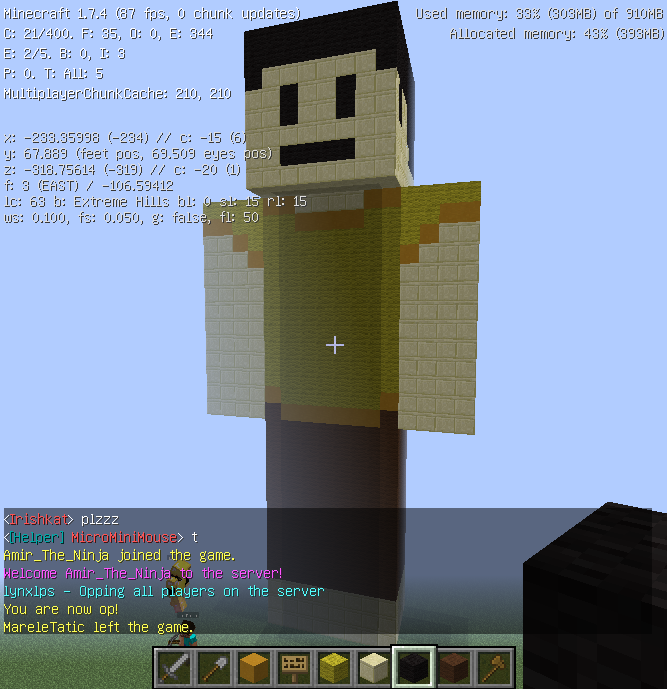 Minecraft 1.7.4 (87 fps, 0 chunk updates)
C: 21/400. F: 35, O: 0, E: 344
E: 2/5. B: 0, I: 3
P: 0. T: All: 5
MultiplayerChunkCache: 210, 210
Used memory: 33% (303MB) of 910MB
Allocated memory: 43% (393MB)
x: -233.35998 (-234) // c: -15 (6)
y: 67.889 (feet pos, 69.509 eyes pos)
z: -318.75614 (-319) // c: -20 (1)
f: 3 (EAST) / -106.59412
lc: 63 b: Extreme Hills bl: 0 sl: 15 rl: 15
ws: 0.100, fs: 0.050, g: false, fl: 50
<Irishkat> plzzz
<[Helper] MicroMiniMouse> t
Amir_The_Ninja joined the game.
Welcome Amir_The_Ninja to the server!
lynxlps - Opping all players on the server
You are now op!
MareleTatic left the game.